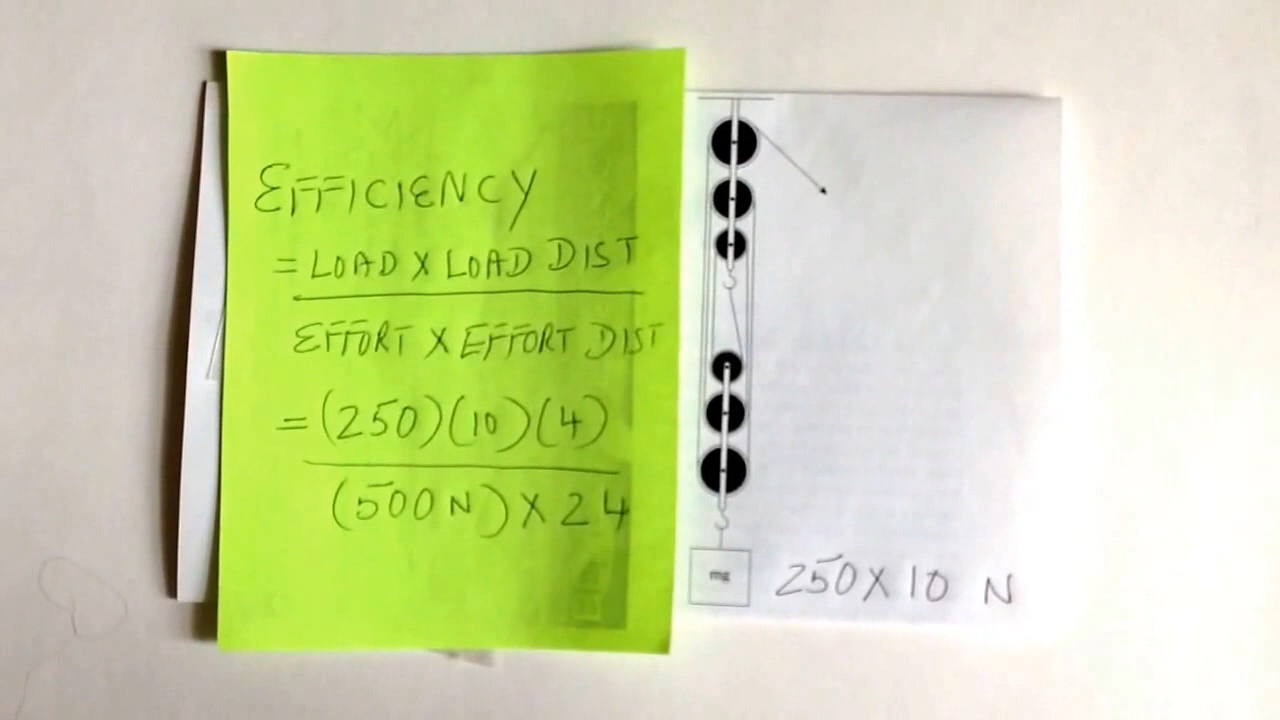 EFFICIENCY
= LOAD X LOAD DIST
EFFORT X EFFORT DIST
= (250)(10)(4)
(500N) X 24
mg
250 X 10 N